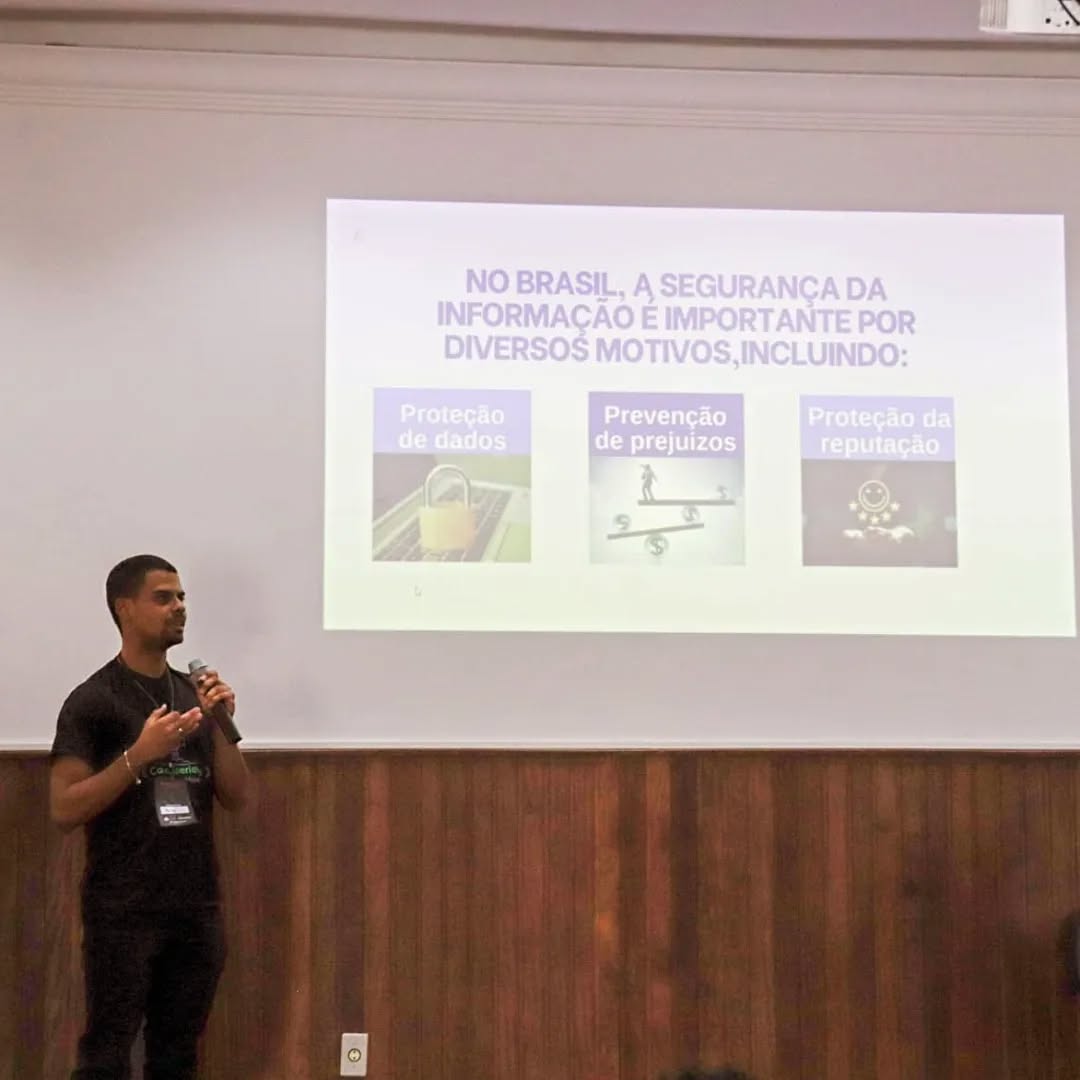 NO BRASIL, A SEGURANÇA DA
INFORMAÇÃO É IMPORTANTE POR
DIVERSOS MOTIVOS,INCLUINDO:
Proteção
de dados
Prevenção
de prejuizos
Proteção da
reputação